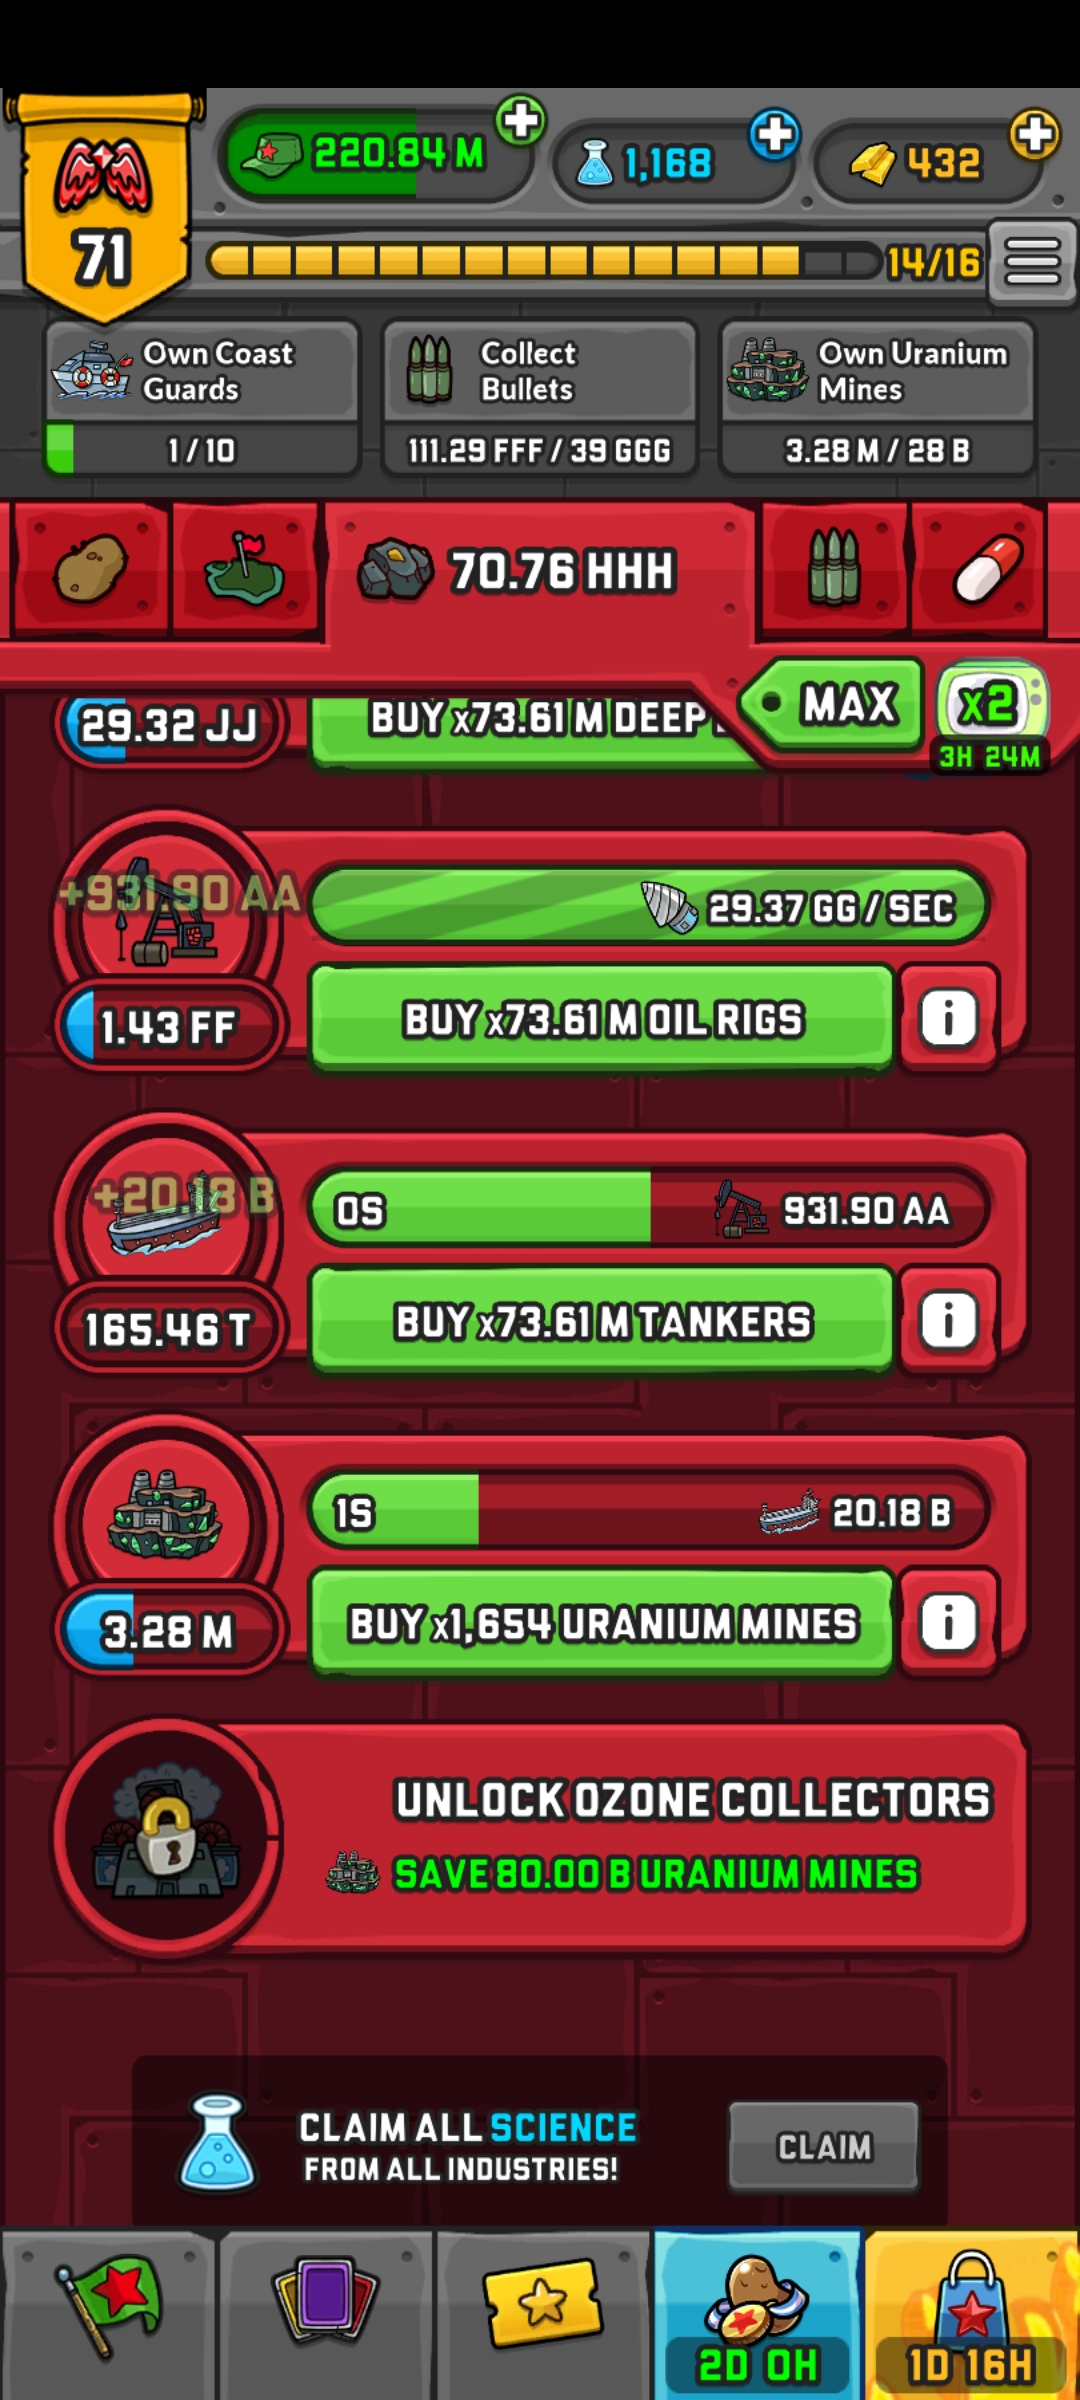 220.84 M
1,168
432
71
14/16
Own Coast
Guards
1 / 10
Collect
Bullets
111.29 FFF / 39 GGG
Own Uranium
Mines
3.28 M / 28 B
70.76 HHH
MAX
x2
3H 24M
29.32 JJ
BUY x73.61 M DEEP
+931.90 AA
29.37 GG / SEC
1.43 FF
BUY x73.61 M OIL RIGS
i
+20.18 B
0S
931.90 AA
165.46 T
BUY x73.61 M TANKERS
i
1S
20.18 B
3.28 M
BUY x1,654 URANIUM MINES
i
UNLOCK OZONE COLLECTORS
SAVE 80.00 B URANIUM MINES
CLAIM ALL SCIENCE
FROM ALL INDUSTRIES!
CLAIM
2D 0H
1D 16H